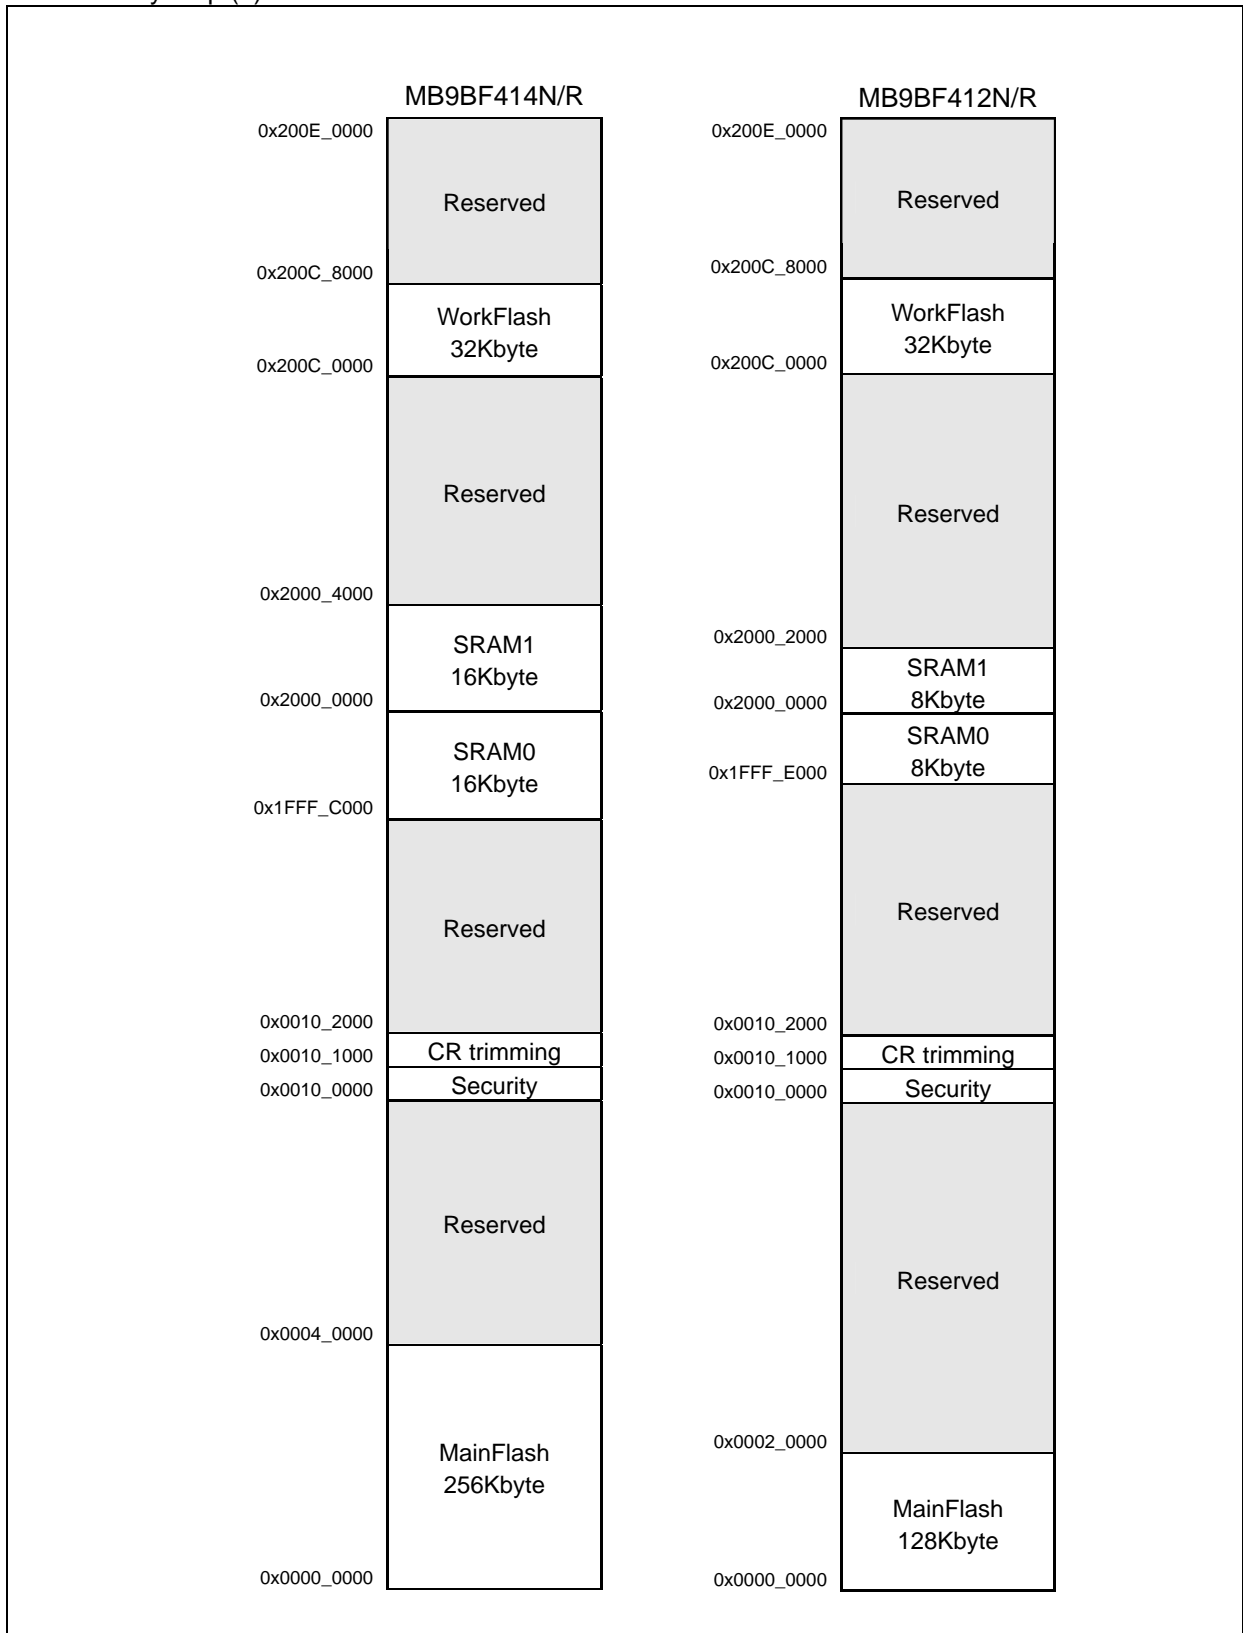 MB9BF414N/R
0x200E_0000
Reserved
0x200C_8000
WorkFlash
32Kbyte
0x200C_0000
Reserved
0x2000_4000
SRAM1
16Kbyte
0x2000_0000
SRAM0
16Kbyte
0x1FFF_C000
Reserved
0x0010_2000
CR trimming
0x0010_1000
Security
0x0010_0000
Reserved
0x0004_0000
MainFlash
256Kbyte
0x0000_0000
MB9BF412N/R
0x200E_0000
Reserved
0x200C_8000
WorkFlash
32Kbyte
0x200C_0000
Reserved
0x2000_2000
SRAM1
8Kbyte
0x2000_0000
SRAM0
8Kbyte
0x1FFF_E000
Reserved
0x0010_2000
CR trimming
0x0010_1000
Security
0x0010_0000
Reserved
0x0002_0000
MainFlash
128Kbyte
0x0000_0000